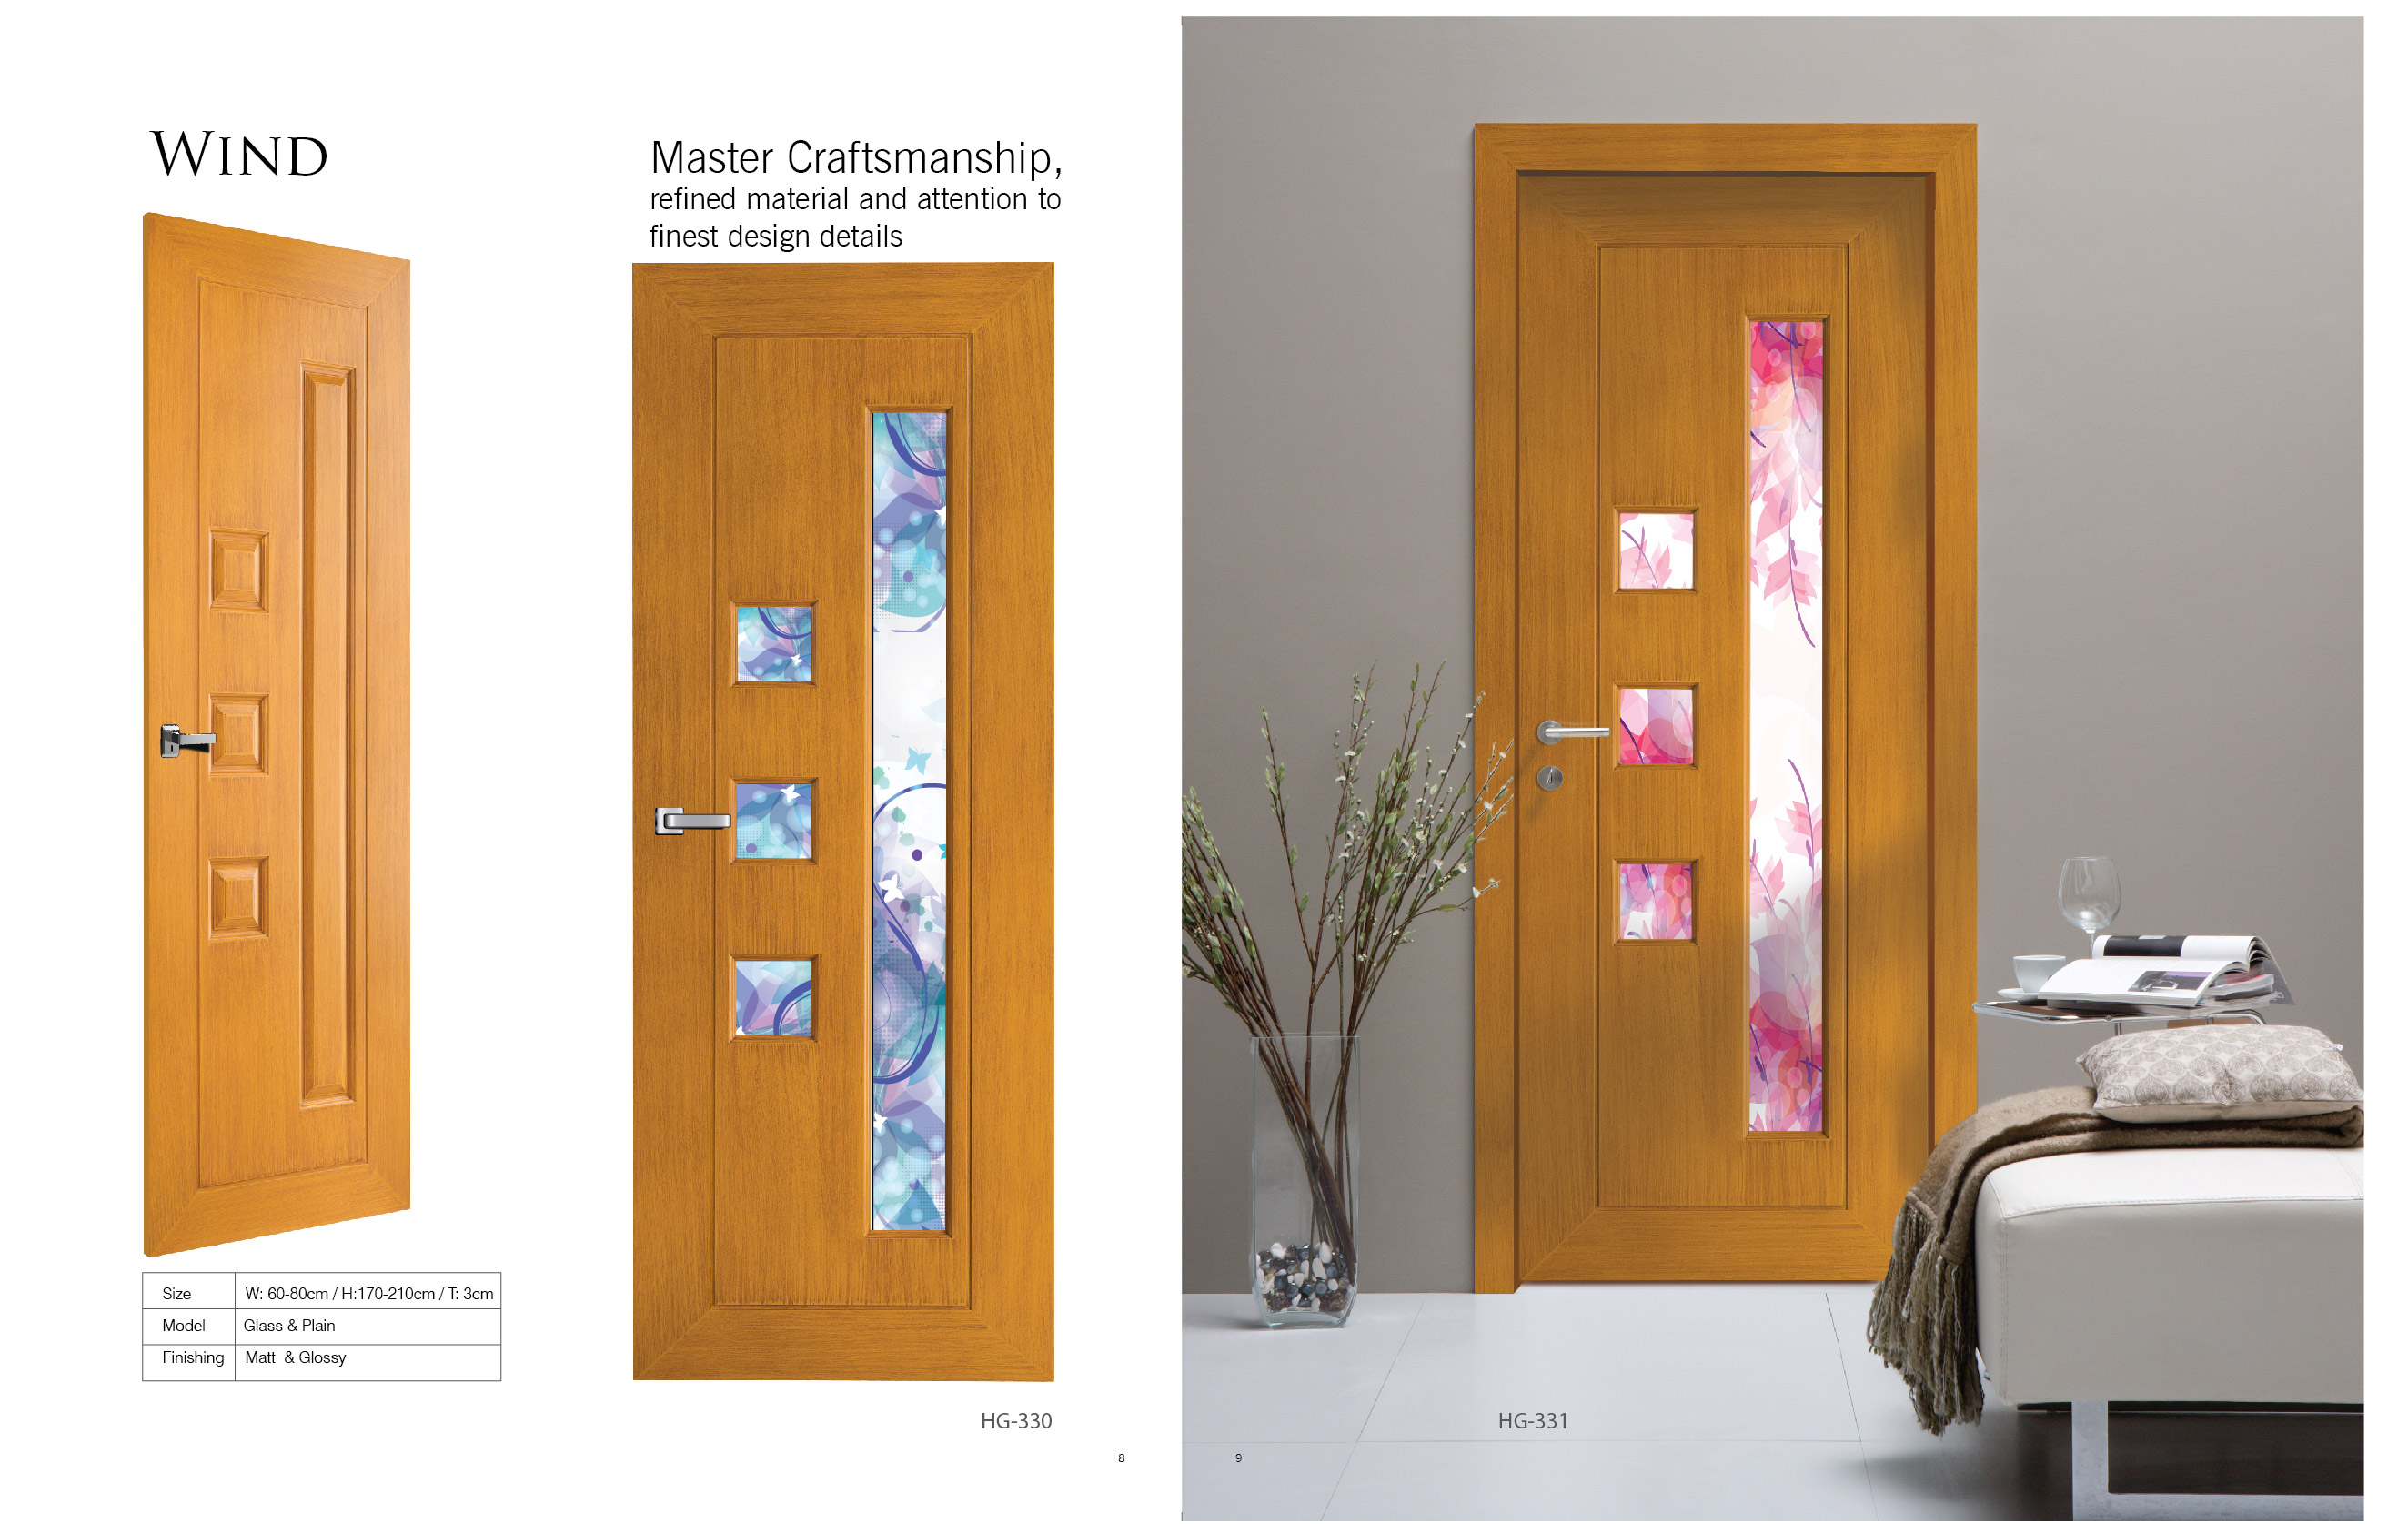 WIND
Master Craftsmanship,
refined material and attention to
finest design details
Size W: 60-80cm / H:170-210cm / T: 3cm
Model Glass & Plain
Finishing Matt & Glossy
HG-330
8
HG-331
9